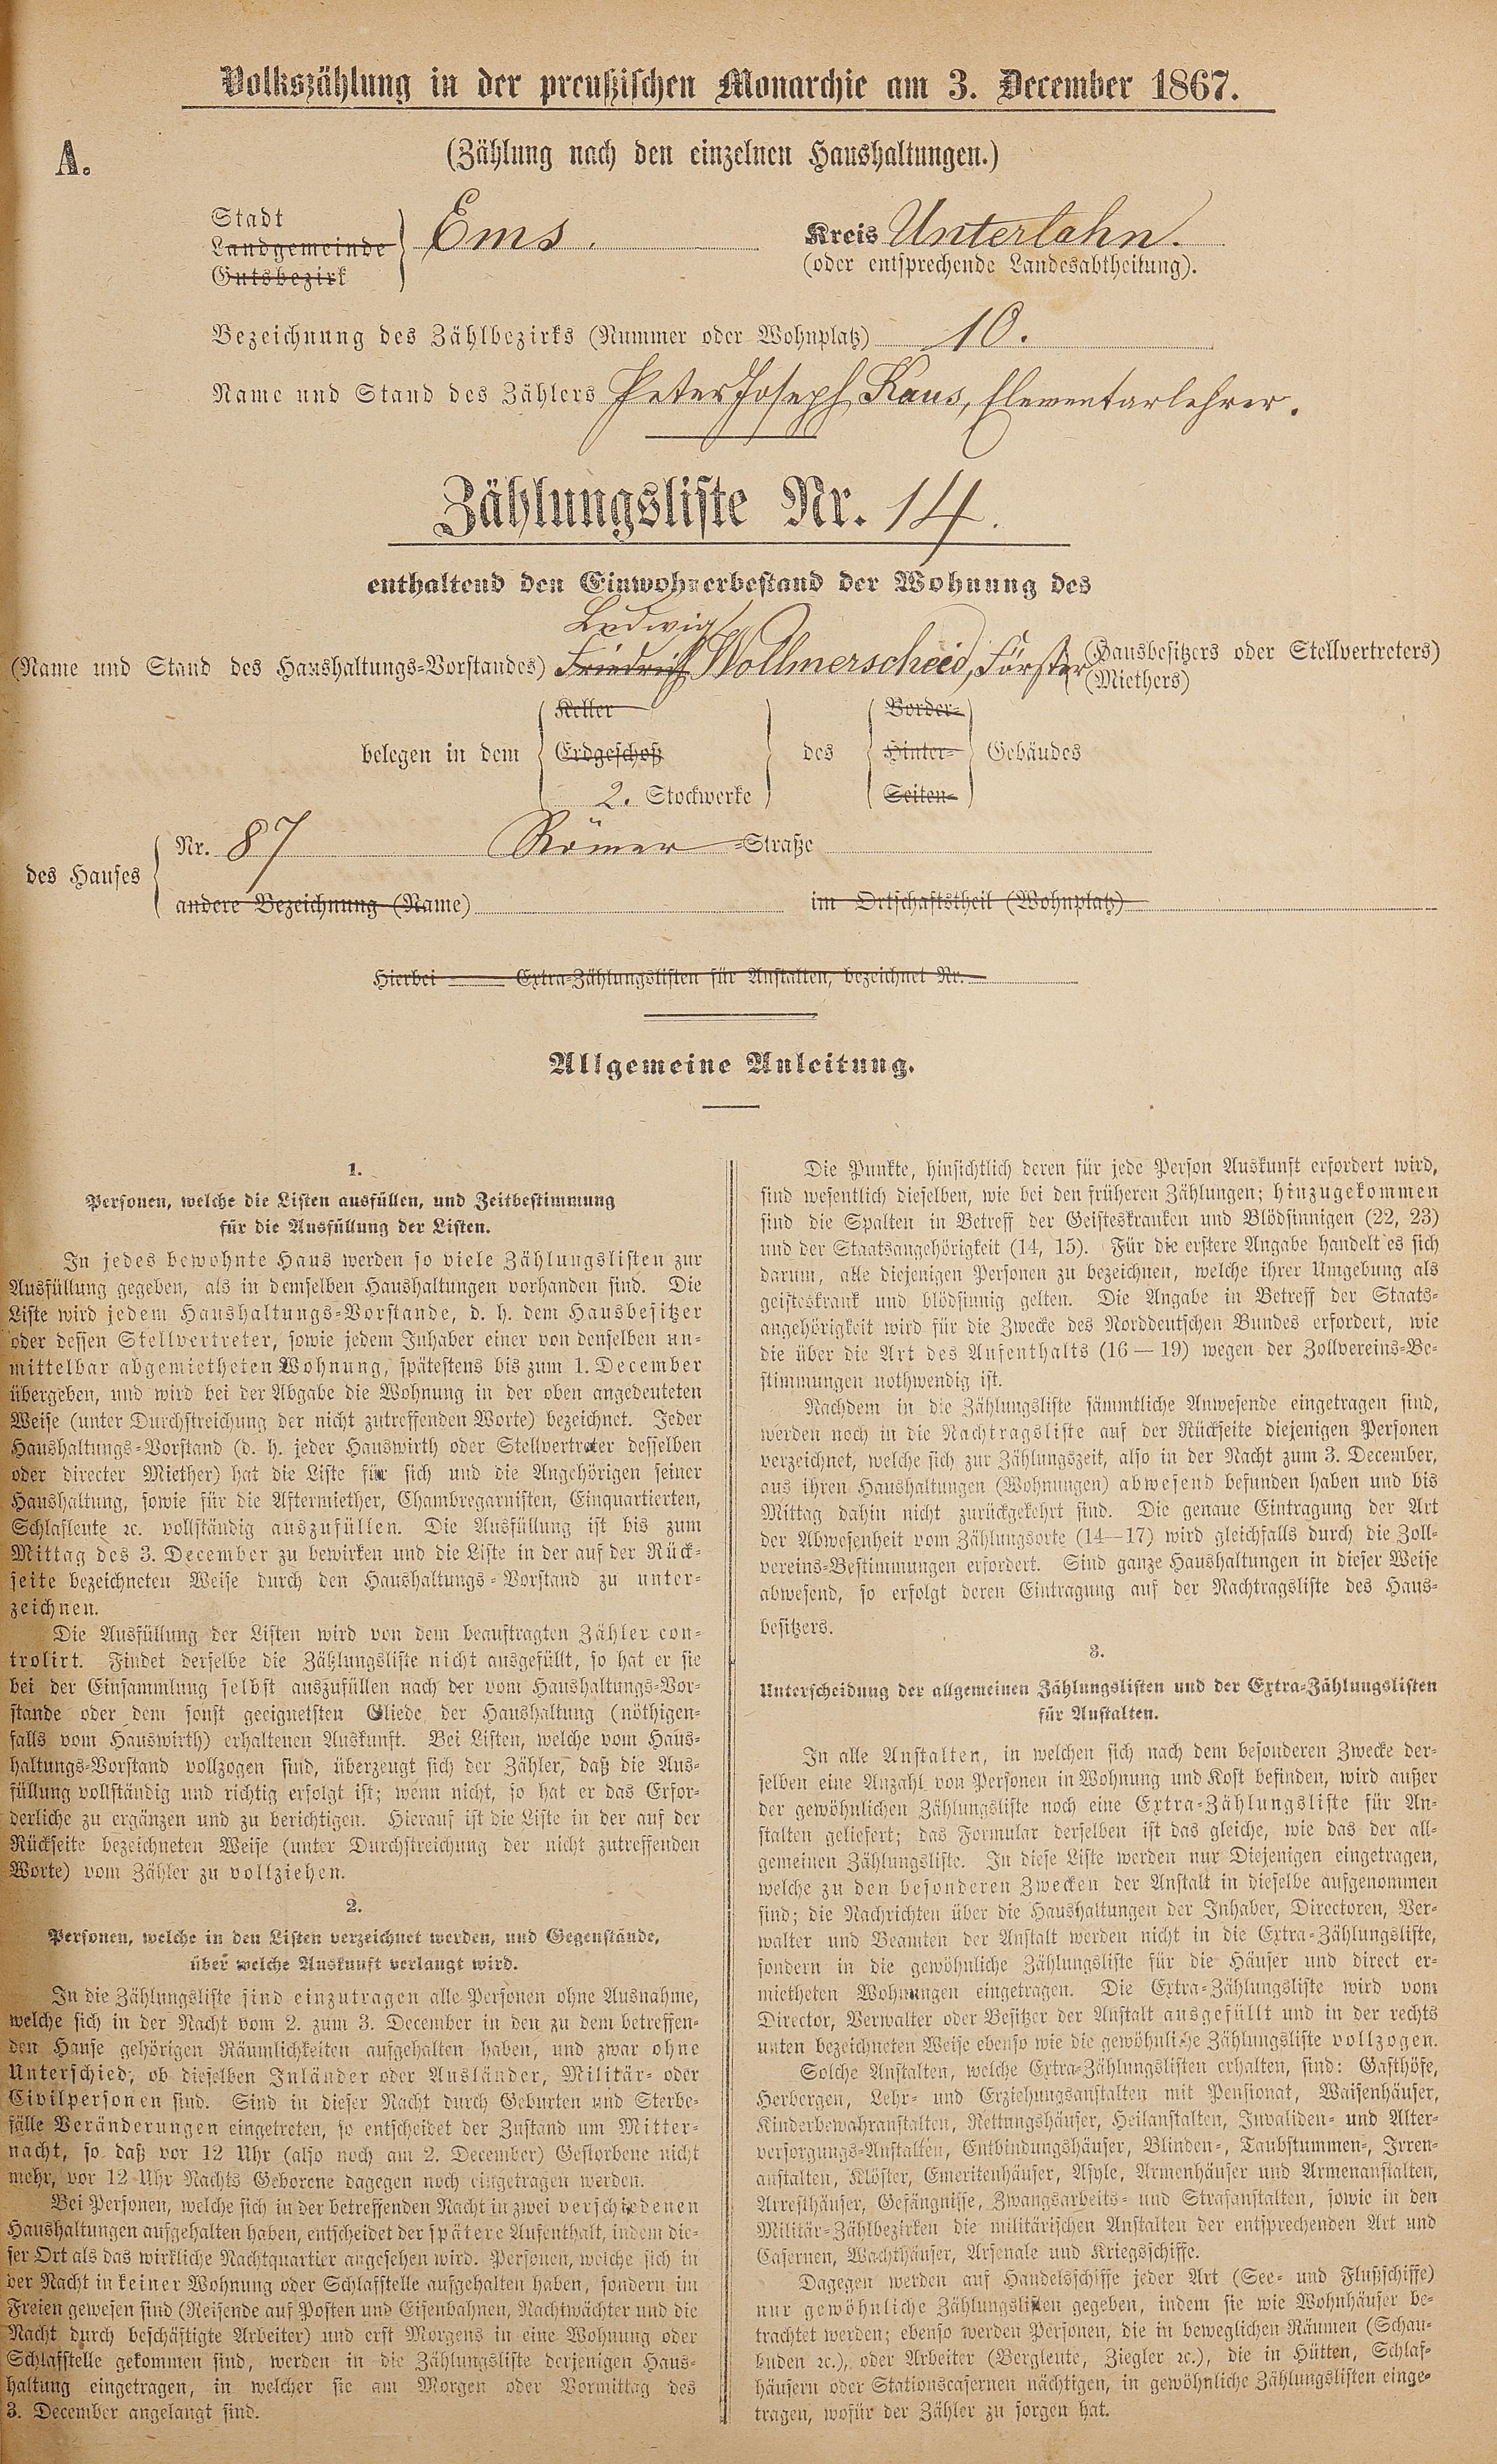 Volkszählung in der preußischen Monarchie am 3. December 1867.
A.
(Zählung nach den einzelnen Haushaltungen.)
Stadt
Landgemeinde
Gutsbezirk
Ems.
Kreis Unterlahn.
(oder entsprechende Landesabtheilung).
Bezeichnung des Zählbezirks (Nummer oder Wohnplatz) 10.
Name und Stand des Zählers Peter Joseph Kaus, Elementarlehrer.
Zählungsliste Nr. 14.
enthaltend den Einwohnerbestand der Wohnung des
Ludwig
(Name und Stand des Haushaltungs-Vorstandes) Friedrich Wollmerscheid, Förster (Hausbesitzers oder Stellvertreters)
(Miethers)
belegen in dem
Keller
Erdgeschoß
2. Stockwerke
des
Vorder-
Hinter-
Seiten-
Gebäudes
des Hauses
Nr. 87 Römer-Straße
andere Bezeichnung (Name) im Ortschaftstheil (Wohnplatz)
Hierbei Extra-Zählungslisten für Anstalten, bezeichnet Nr.
Allgemeine Anleitung.
1.
Personen, welche die Listen ausfüllen, und Zeitbestimmung
für die Ausfüllung der Listen.
In jedes bewohnte Haus werden so viele Zählungslisten zur
Ausfüllung gegeben, als in demselben Haushaltungen vorhanden sind. Die
Liste wird jedem Haushaltungs-Vorstande, d. h. dem Hausbesitzer
oder dessen Stellvertreter, sowie jedem Inhaber einer von denselben un-
mittelbar abgemietheten Wohnung, spätestens bis zum 1. December
übergeben, und wird bei der Abgabe die Wohnung in der oben angedeuteten
Weise (unter Durchstreichung der nicht zutreffenden Worte) bezeichnet. Jeder
Haushaltungs-Vorstand (d. h. jeder Hauswirth oder Stellvertreter desselben
oder directer Miether) hat die Liste für sich und die Angehörigen seiner
Haushaltung, sowie für die Aftermiether, Chambregarnisten, Einquartierten,
Schlafleute ꝛc. vollständig auszufüllen. Die Ausfüllung ist bis zum
Mittag des 3. December zu bewirken und die Liste in der auf der Rück-
seite bezeichneten Weise durch den Haushaltungs-Vorstand zu unter-
zeichnen.
Die Ausfüllung der Listen wird von dem beauftragten Zähler con-
trolirt. Findet derselbe die Zählungsliste nicht ausgefüllt, so hat er sie
bei der Einsammlung selbst auszufüllen nach der vom Haushaltungs-Vor-
stande oder dem sonst geeignetsten Gliede der Haushaltung (nöthigen-
falls vom Hauswirth) erhaltenen Auskunft. Bei Listen, welche vom Haus-
haltungs-Vorstand vollzogen sind, überzeugt sich der Zähler, daß die Aus-
füllung vollständig und richtig erfolgt ist; wenn nicht, so hat er das Erfor-
derliche zu ergänzen und zu berichtigen. Hierauf ist die Liste in der auf der
Rückseite bezeichneten Weise (unter Durchstreichung der nicht zutreffenden
Worte) vom Zähler zu vollziehen.
2.
Personen, welche in den Listen verzeichnet werden, und Gegenstände,
über welche Auskunft verlangt wird.
In die Zählungsliste sind einzutragen alle Personen ohne Ausnahme,
welche sich in der Nacht vom 2. zum 3. December in den zu dem betreffen-
den Hause gehörigen Räumlichkeiten aufgehalten haben, und zwar ohne
Unterschied, ob dieselben Inländer oder Ausländer, Militär- oder
Civilpersonen sind. Sind in dieser Nacht durch Geburten und Sterbe-
fälle Veränderungen eingetreten, so entscheidet der Zustand um Mitter-
nacht, so daß vor 12 Uhr (also noch am 2. December) Gestorbene nicht
mehr, vor 12 Uhr Nachts Geborene dagegen noch eingetragen werden.
Bei Personen, welche sich in der betreffenden Nacht in zwei verschiedenen
Haushaltungen aufgehalten haben, entscheidet der spätere Aufenthalt, indem die-
ser Ort als das wirkliche Nachtquartier angesehen wird. Personen, welche sich in
der Nacht in keiner Wohnung oder Schlafstelle aufgehalten haben, sondern im
Freien gewesen sind (Reisende auf Posten und Eisenbahnen, Nachtwächter und die
Nacht durch beschäftigte Arbeiter) und erst Morgens in eine Wohnung oder
Schlafstelle gekommen sind, werden in die Zählungsliste derjenigen Haus-
haltung eingetragen, in welcher sie am Morgen oder Vormittag des
3. December angelangt sind.
Die Punkte, hinsichtlich deren für jede Person Auskunft erfordert wird,
sind wesentlich dieselben, wie bei den früheren Zählungen; hinzugekommen
sind die Spalten in Betreff der Geisteskranken und Blödsinnigen (22, 23)
und der Staatsangehörigkeit (14, 15). Für die erstere Angabe handelt es sich
darum, alle diejenigen Personen zu bezeichnen, welche ihrer Umgebung als
geisteskrank und blödsinnig gelten. Die Angabe in Betreff der Staats-
angehörigkeit wird für die Zwecke des Norddeutschen Bundes erfordert, wie
die über die Art des Aufenthalts (16—19) wegen der Zollvereins-Be-
stimmungen nothwendig ist.
Nachdem in die Zählungsliste sämmtliche Anwesende eingetragen sind,
werden noch in die Nachtragsliste auf der Rückseite diejenigen Personen
verzeichnet, welche sich zur Zählungszeit, also in der Nacht zum 3. December,
aus ihren Haushaltungen (Wohnungen) abwesend befunden haben und bis
Mittag dahin nicht zurückgekehrt sind. Die genaue Eintragung der Art
der Abwesenheit vom Zählungsorte (14—17) wird gleichfalls durch die Zoll-
vereins-Bestimmungen erfordert. Sind ganze Haushaltungen in dieser Weise
abwesend, so erfolgt deren Eintragung auf der Nachtragsliste des Haus-
besitzers.
3.
Unterscheidung der allgemeinen Zählungslisten und der Extra-Zählungslisten
für Anstalten.
In alle Anstalten, in welchen sich nach dem besonderen Zwecke der-
selben eine Anzahl von Personen in Wohnung und Kost befinden, wird außer
der gewöhnlichen Zählungsliste noch eine Extra-Zählungsliste für An-
stalten geliefert; das Formular derselben ist das gleiche, wie das der all-
gemeinen Zählungsliste. In diese Liste werden nur Diejenigen eingetragen,
welche zu den besonderen Zwecken der Anstalt in dieselbe aufgenommen
sind; die Nachrichten über die Haushaltungen der Inhaber, Directoren, Ver-
walter und Beamten der Anstalt werden nicht in die Extra-Zählungsliste,
sondern in die gewöhnliche Zählungsliste für die Häuser und direct er-
mietheten Wohnungen eingetragen. Die Extra-Zählungsliste wird vom
Director, Verwalter oder Besitzer der Anstalt ausgefüllt und in der rechts
unten bezeichneten Weise ebenso wie die gewöhnliche Zählungsliste vollzogen.
Solche Anstalten, welche Extra-Zählungslisten erhalten, sind: Gasthöfe,
Herbergen, Lehr- und Erziehungsanstalten mit Pensionat, Waisenhäuser,
Kinderbewahranstalten, Rettungshäuser, Heilanstalten, Invaliden- und Alter-
versorgungs-Anstalten, Entbindungshäuser, Blinden-, Taubstummen-, Irren-
anstalten, Klöster, Emeritenhäuser, Asyle, Armenhäuser und Armenanstalten,
Arresthäuser, Gefängnisse, Zwangsarbeits- und Strafanstalten, sowie in den
Militär-Zählbezirken die militärischen Anstalten der entsprechenden Art und
Casernen, Wachthäuser, Arsenale und Kriegsschiffe.
Dagegen werden auf Handelsschiffe jeder Art (See- und Flußschiffe)
nur gewöhnliche Zählungslisten gegeben, indem sie wie Wohnhäuser be-
trachtet werden; ebenso werden Personen, die in beweglichen Räumen (Schau-
buden ꝛc.), oder Arbeiter (Bergleute, Ziegler ꝛc.), die in Hütten, Schlaf-
häusern oder Stationscasernen nächtigen, in gewöhnliche Zählungslisten einge-
tragen, wofür der Zähler zu sorgen hat.